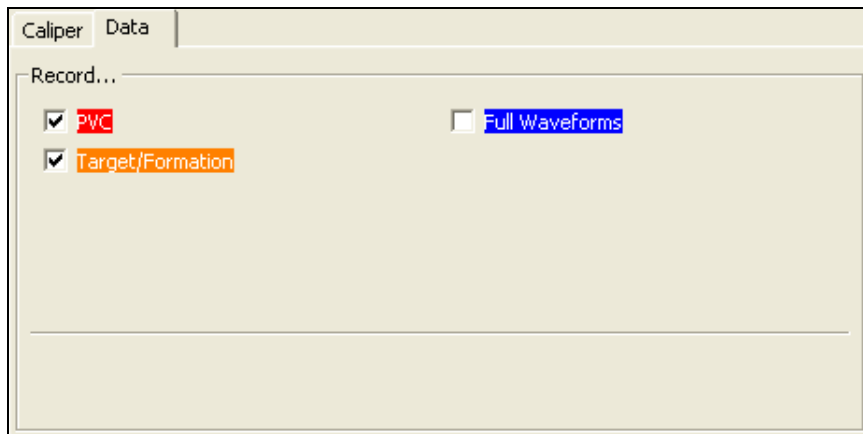 Caliper Data
Record...
PVC Full Waveforms
Target/Formation